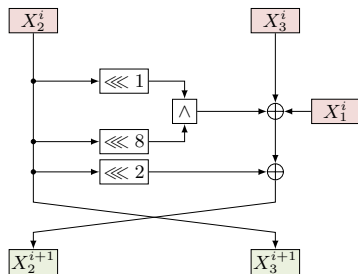 X_2^i X_3^i
⋘ 1
∧ ⊕ X_1^i
⋘ 8
⋘ 2 ⊕
X_2^{i+1} X_3^{i+1}